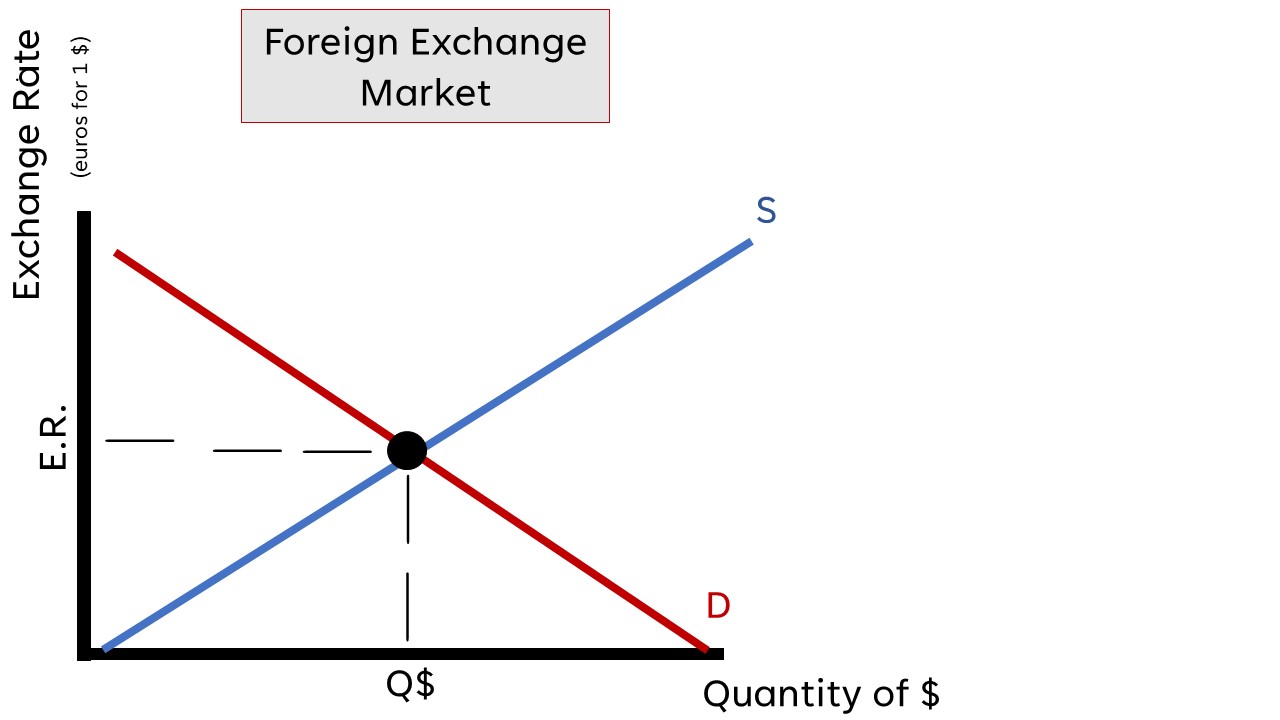 Foreign Exchange
Market
Exchange Rate
(euros for 1 $)
S
E.R.
D
Q$
Quantity of $